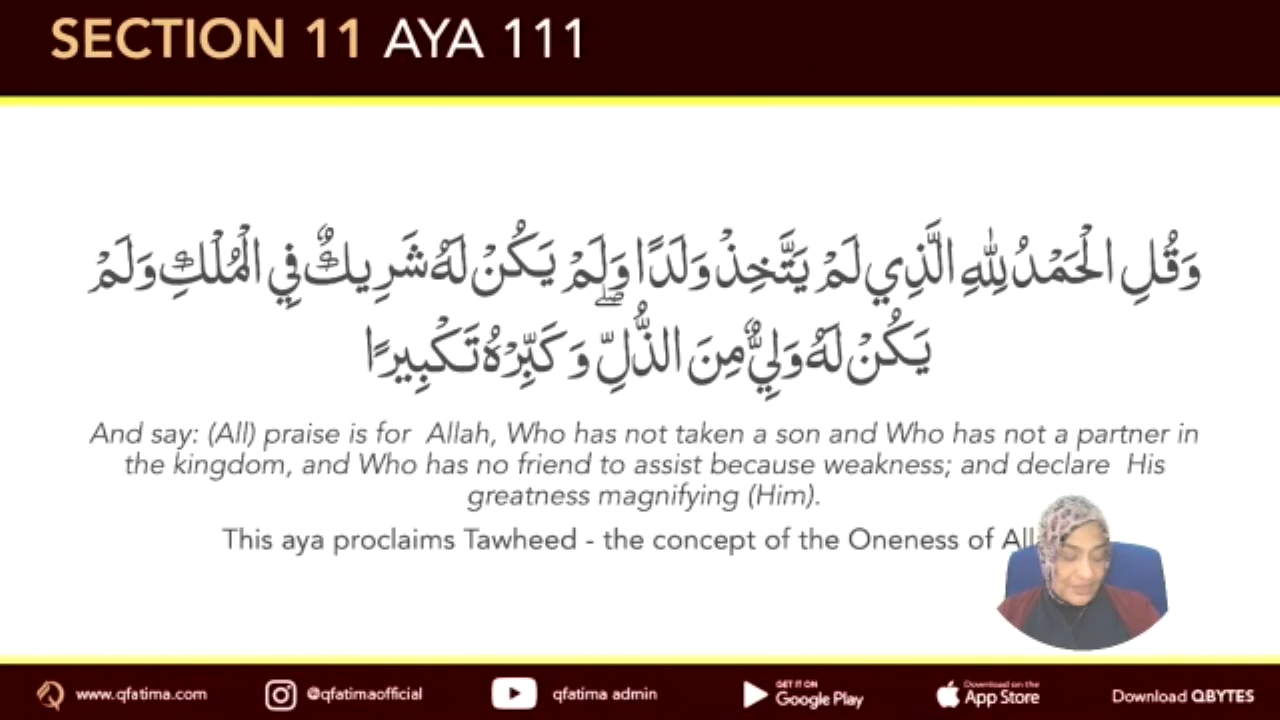 SECTION 11 AYA 111
وَقُلِ الْحَمْدُ لِلَّهِ الَّذِي لَمْ يَتَّخِذْ وَلَدًا وَلَمْ يَكُنْ لَهُ شَرِيكٌ فِي الْمُلْكِ وَلَمْ
يَكُنْ لَهُ وَلِيٌّ مِنَ الذُّلِّ ۖ وَكَبِّرْهُ تَكْبِيرًا
And say: (All) praise is for Allah, Who has not taken a son and Who has not a partner in
the kingdom, and Who has no friend to assist because weakness; and declare His
greatness magnifying (Him).
This aya proclaims Tawheed - the concept of the Oneness of
www.qfatima.com @qfatimaofficial qfatima admin GET IT ON Google Play Download on the App Store Download QBYTES